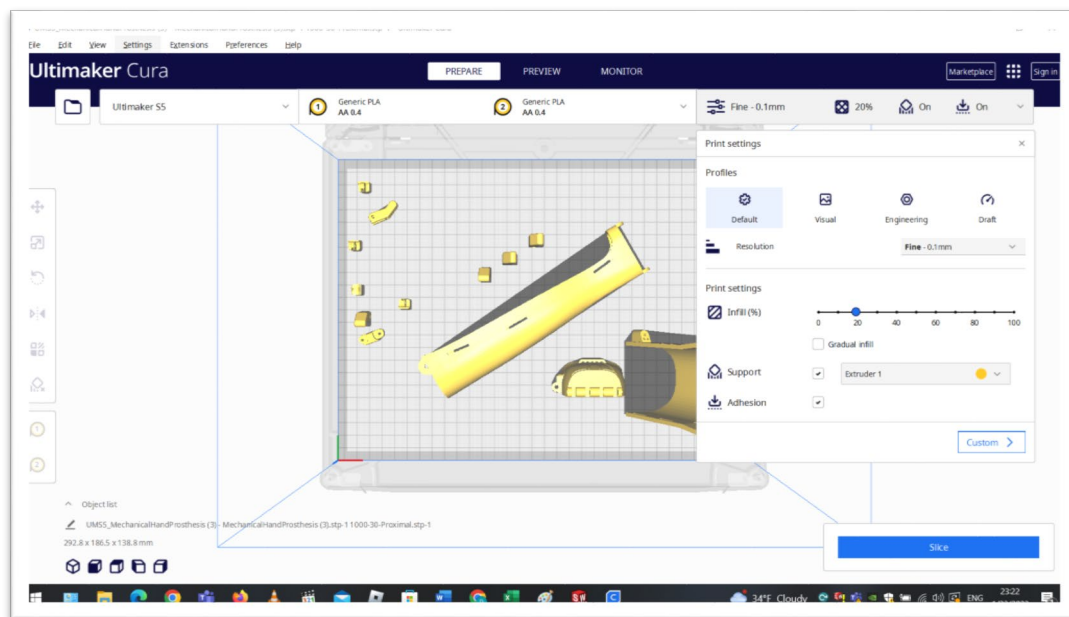 File Edit View Settings Extensions Preferences Help
Ultimaker Cura PREPARE PREVIEW MONITOR Marketplace Sign in
Ultimaker S5
1 Generic PLA
AA 0.4
2 Generic PLA
AA 0.4
Fine - 0.1mm 20% On On
Print settings
Profiles
Default Visual Engineering Draft
Resolution Fine - 0.1mm
Print settings
Infill (%)
0 20 40 60 80 100
Gradual infill
Support Extruder 1
Adhesion
Custom
1
2
Object list
UMS5_MechanicalHandProsthesis (3) - MechanicalHandProsthesis (3).stp-1 1000-30-Proximal.stp-1
292.8 x 186.5 x 138.8 mm
Slice
34°F Cloudy ENG 23:22